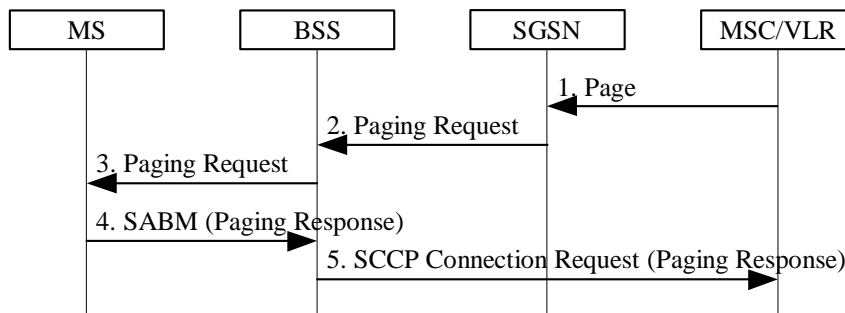 MS BSS SGSN MSC/VLR
1. Page
2. Paging Request
3. Paging Request
4. SABM (Paging Response)
5. SCCP Connection Request (Paging Response)